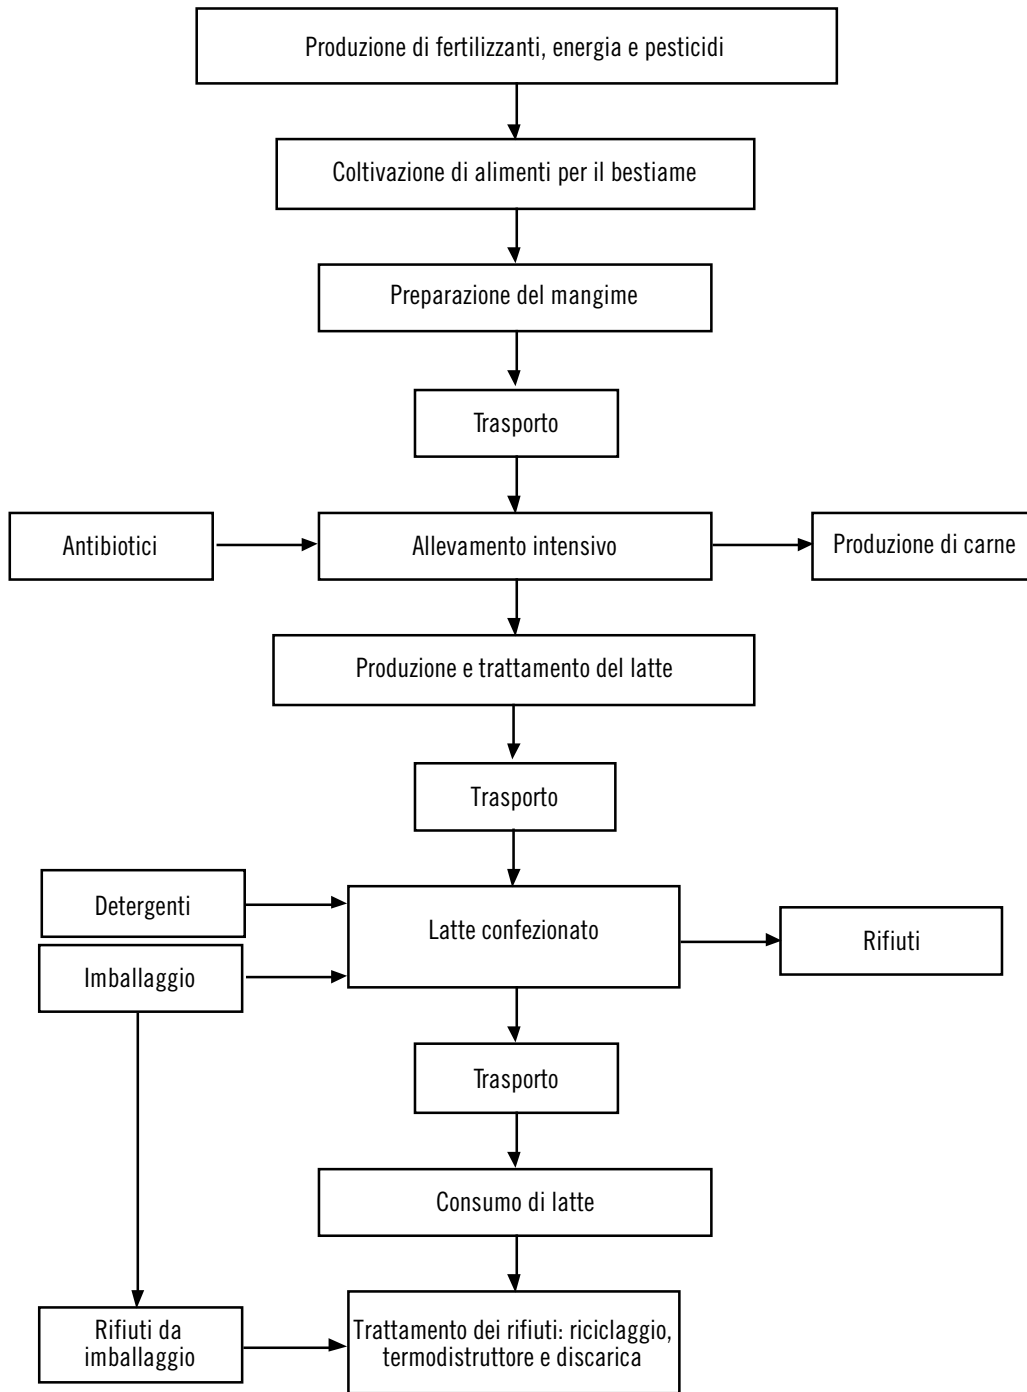 Produzione di fertilizzanti, energia e pesticidi
Coltivazione di alimenti per il bestiame
Preparazione del mangime
Trasporto
Antibiotici
Allevamento intensivo
Produzione di carne
Produzione e trattamento del latte
Trasporto
Detergenti
Imballaggio
Latte confezionato
Rifiuti
Trasporto
Consumo di latte
Rifiuti da
imballaggio
Trattamento dei rifiuti: riciclaggio,
termodistruttore e discarica